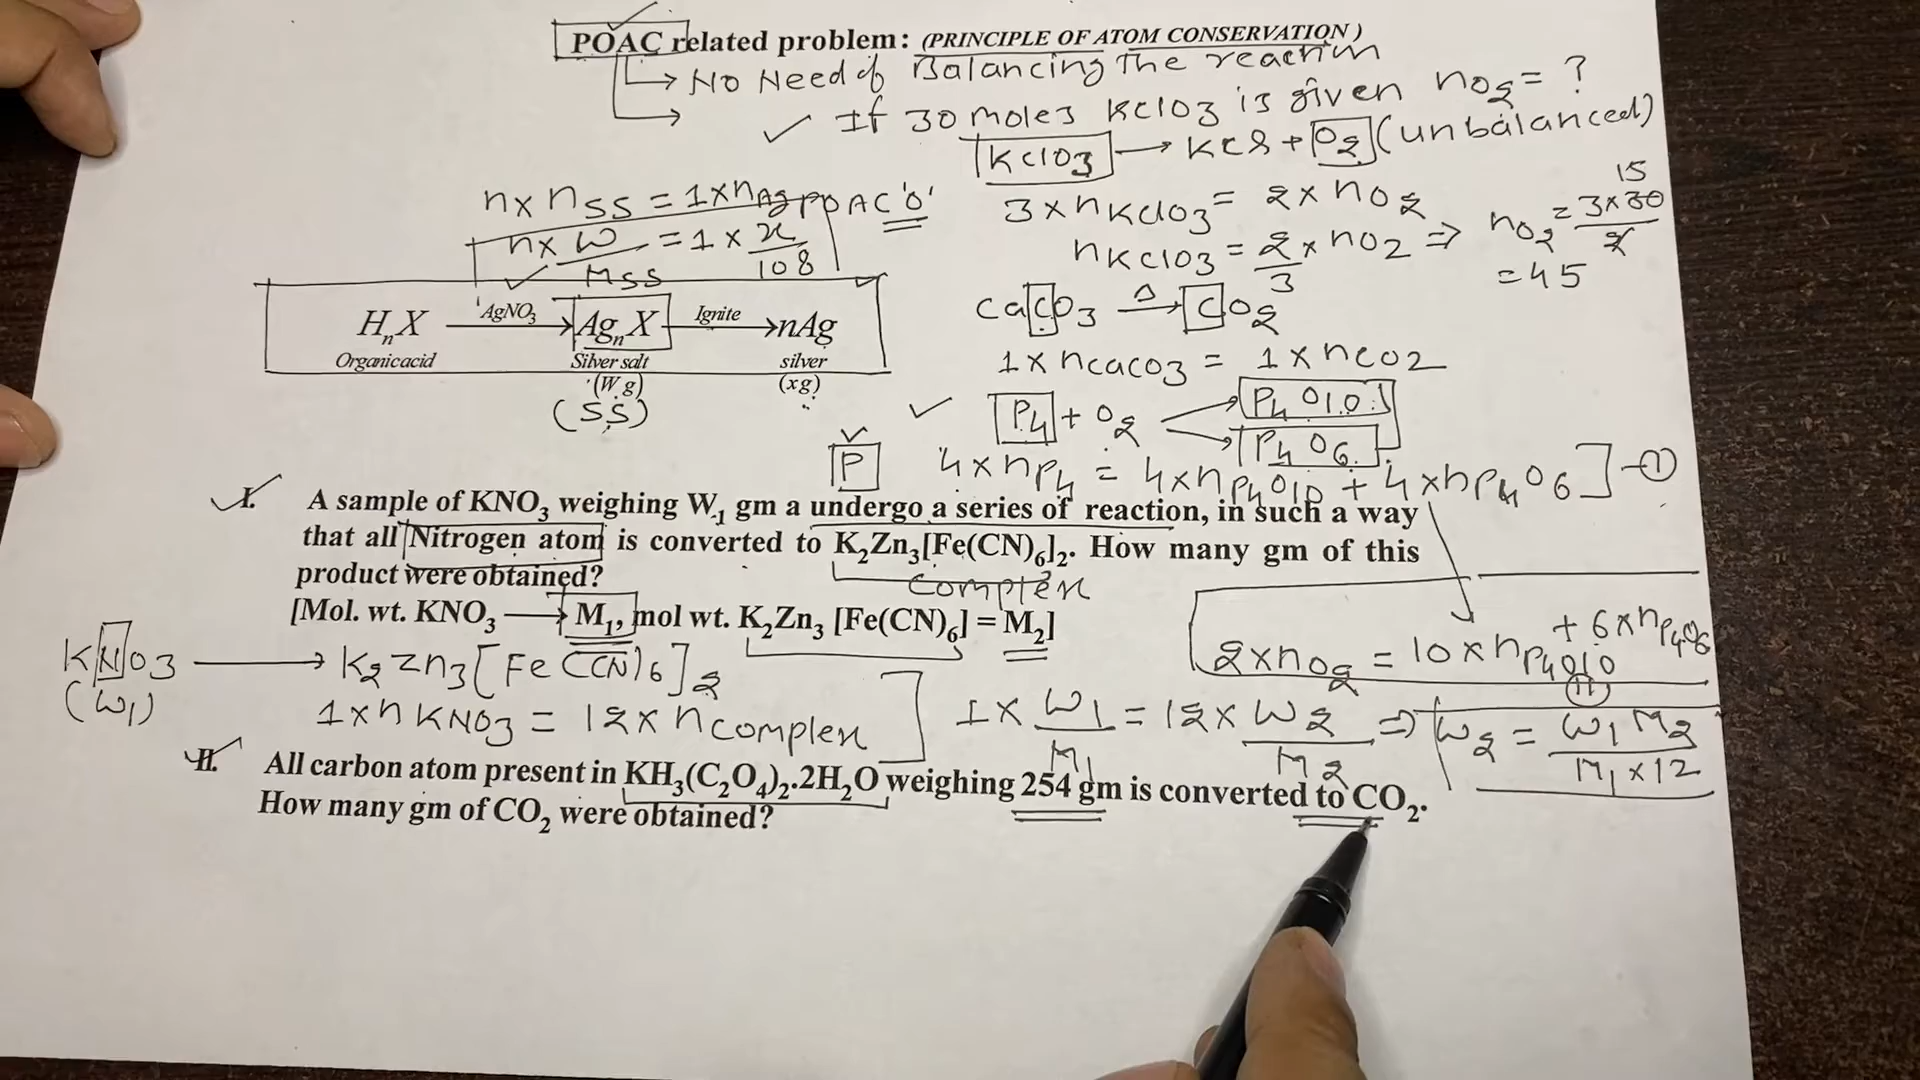 POAC related problem: (PRINCIPLE OF ATOM CONSERVATION)
No Need of Balancing The reaction
✓ If 30 moles KClO3 is given nO2 = ?
KClO3 → KCl + O2 (unbalanced)
n × nSS = 1 × nAg POAC 'O'
n × W/MSS = 1 × x/108
3 × nKClO3 = 2 × nO2
nKClO3 = 2/3 × nO2 ⇒ nO2 = 3×30/2
15
= 45
HnX —AgNO3→ AgnX —Ignite→ nAg
Organic acid Silver salt silver
(W g) (xg)
(SS)
CaCO3 —Δ→ CO2
1 × nCaCO3 = 1 × nCO2
✓ P4 + O2 → P4O10
→ P4O6
P 4 × nP4 = 4 × nP4O10 + 4 × nP4O6] - ①
I. A sample of KNO3 weighing W1 gm a undergo a series of reaction, in such a way
that all Nitrogen atom is converted to K2Zn3[Fe(CN)6]2. How many gm of this
product were obtained?
complex
[Mol. wt. KNO3 → M1, mol wt. K2Zn3 [Fe(CN)6] = M2]
2 × nO2 = 10 × nP4O10 + 6 × nP4O6
(II)
KNO3 → K2Zn3[Fe(CN)6]2
(W1)
1 × nKNO3 = 12 × ncomplex
1 × W1/M1 = 12 × W2/M2 ⇒ W2 = W1M2/M1×12
II. All carbon atom present in KH3(C2O4)2.2H2O weighing 254 gm is converted to CO2.
How many gm of CO2 were obtained?